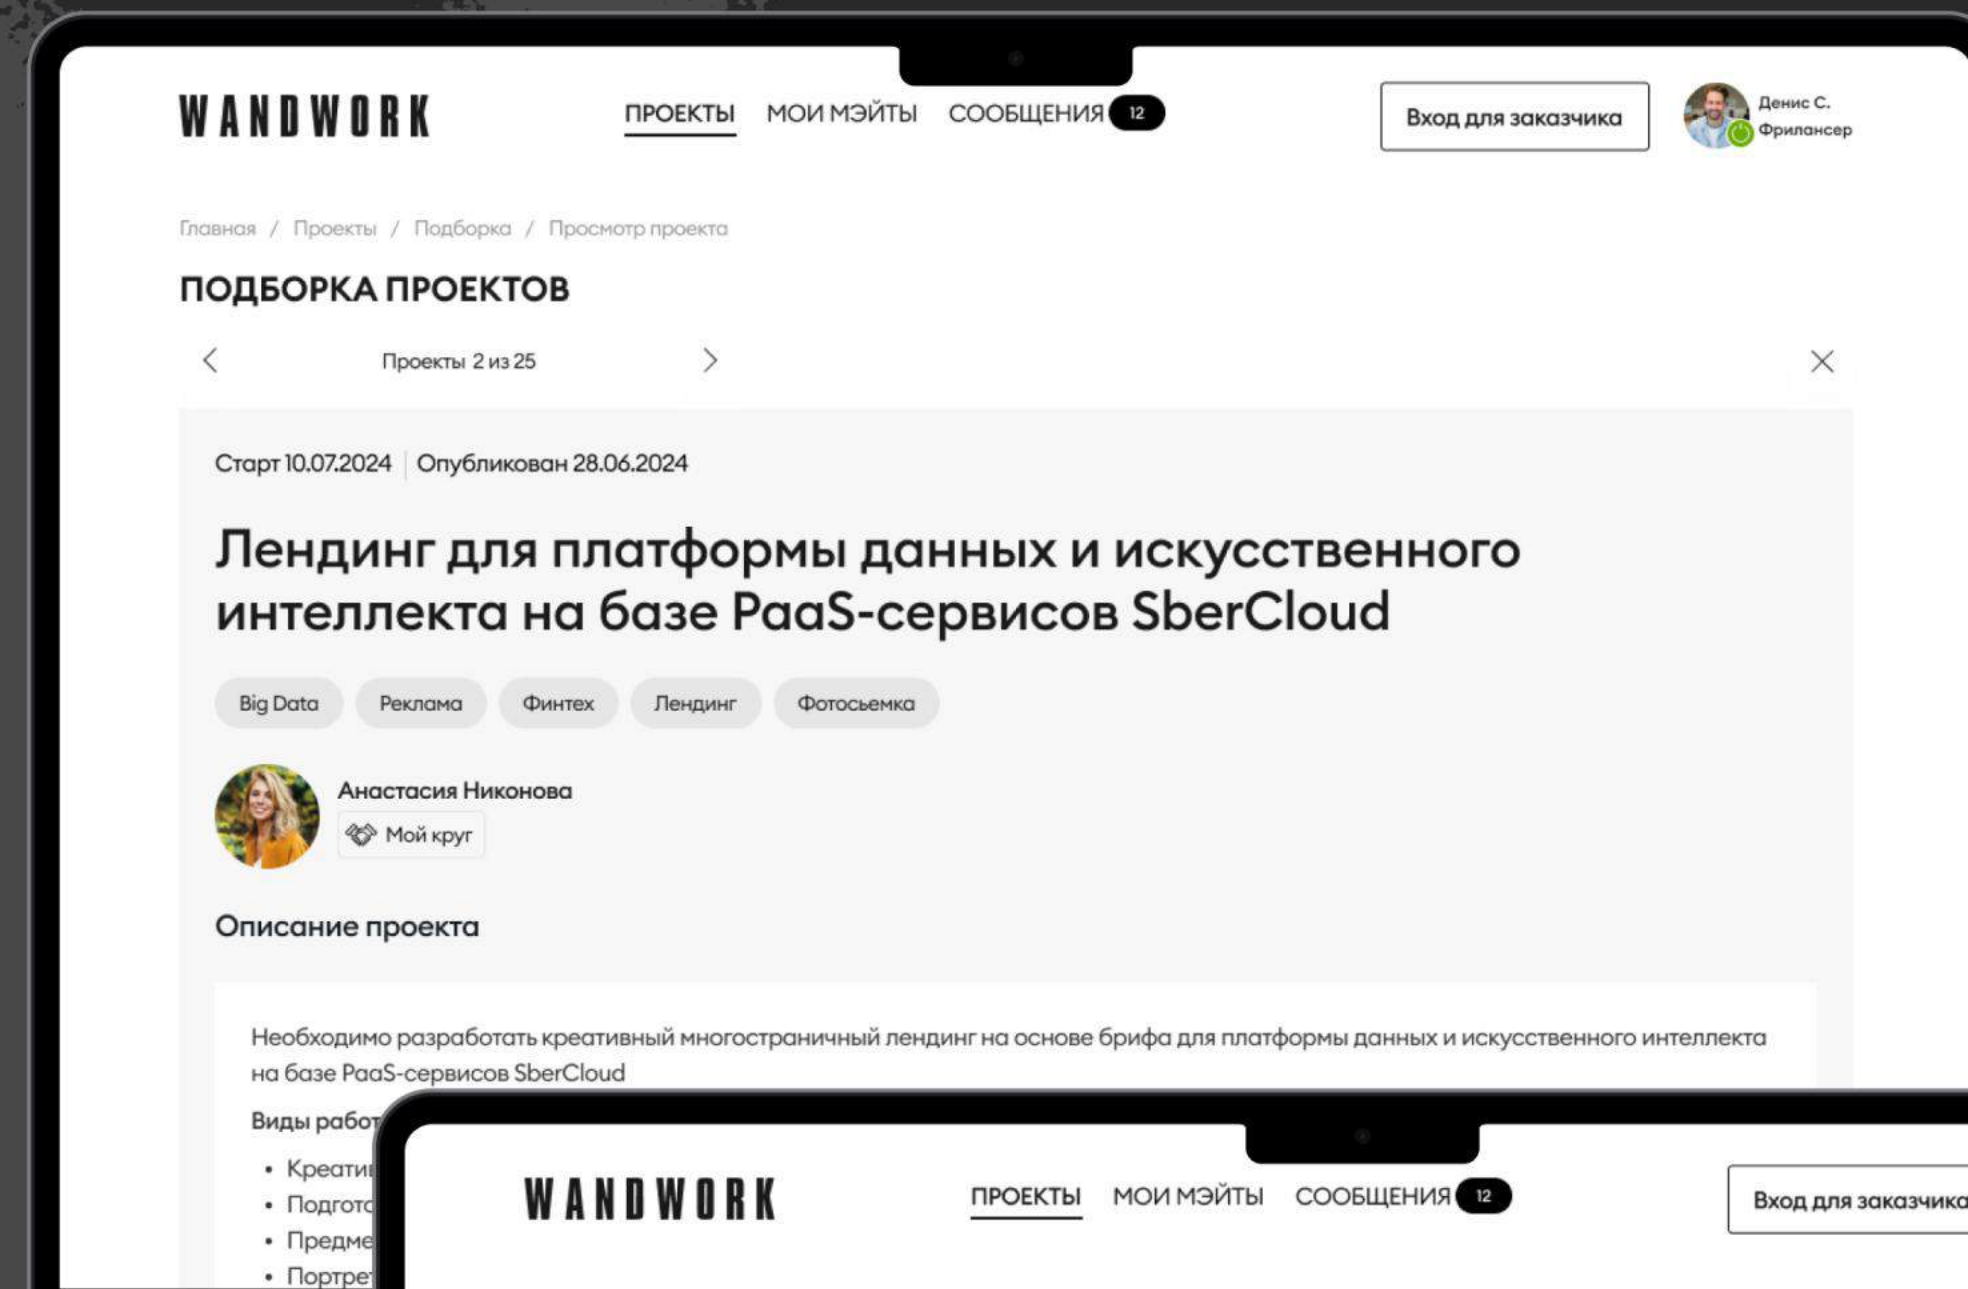 WANDWORK
ПРОЕКТЫ МОИ МЭЙТЫ СООБЩЕНИЯ 12
Вход для заказчика
Денис С.
Фрилансер
Главная / Проекты / Подборка / Просмотр проекта
ПОДБОРКА ПРОЕКТОВ
Проекты 2 из 25
Старт 10.07.2024 Опубликован 28.06.2024
Лендинг для платформы данных и искусственного
интеллекта на базе PaaS-сервисов SberCloud
Big Data Реклама Финтех Лендинг Фотосьемка
Анастасия Никонова
Мой круг
Описание проекта
Необходимо разработать креативный многостраничный лендинг на основе брифа для платформы данных и искусственного интеллекта
на базе PaaS-сервисов SberCloud
Виды работ
WANDWORK
ПРОЕКТЫ МОИ МЭЙТЫ СООБЩЕНИЯ 12
Вход для заказчика